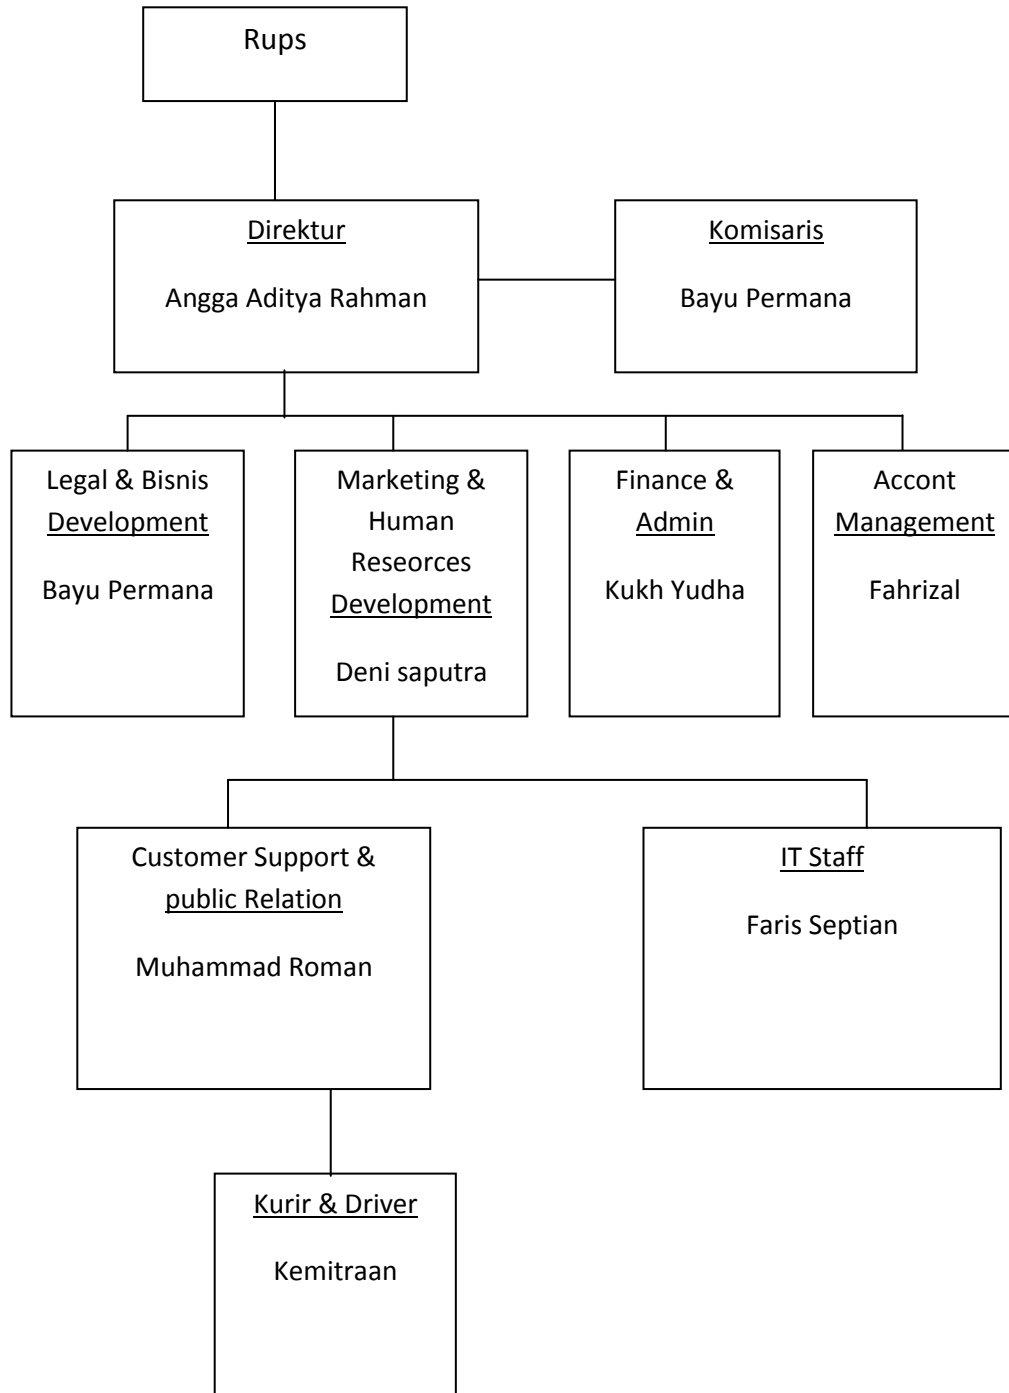 Rups
Direktur
Angga Aditya Rahman
Komisaris
Bayu Permana
Legal & Bisnis
Development
Bayu Permana
Marketing &
Human
Reseorces
Development
Deni saputra
Finance &
Admin
Kukh Yudha
Accont
Management
Fahrizal
Customer Support &
public Relation
Muhammad Roman
IT Staff
Faris Septian
Kurir & Driver
Kemitraan